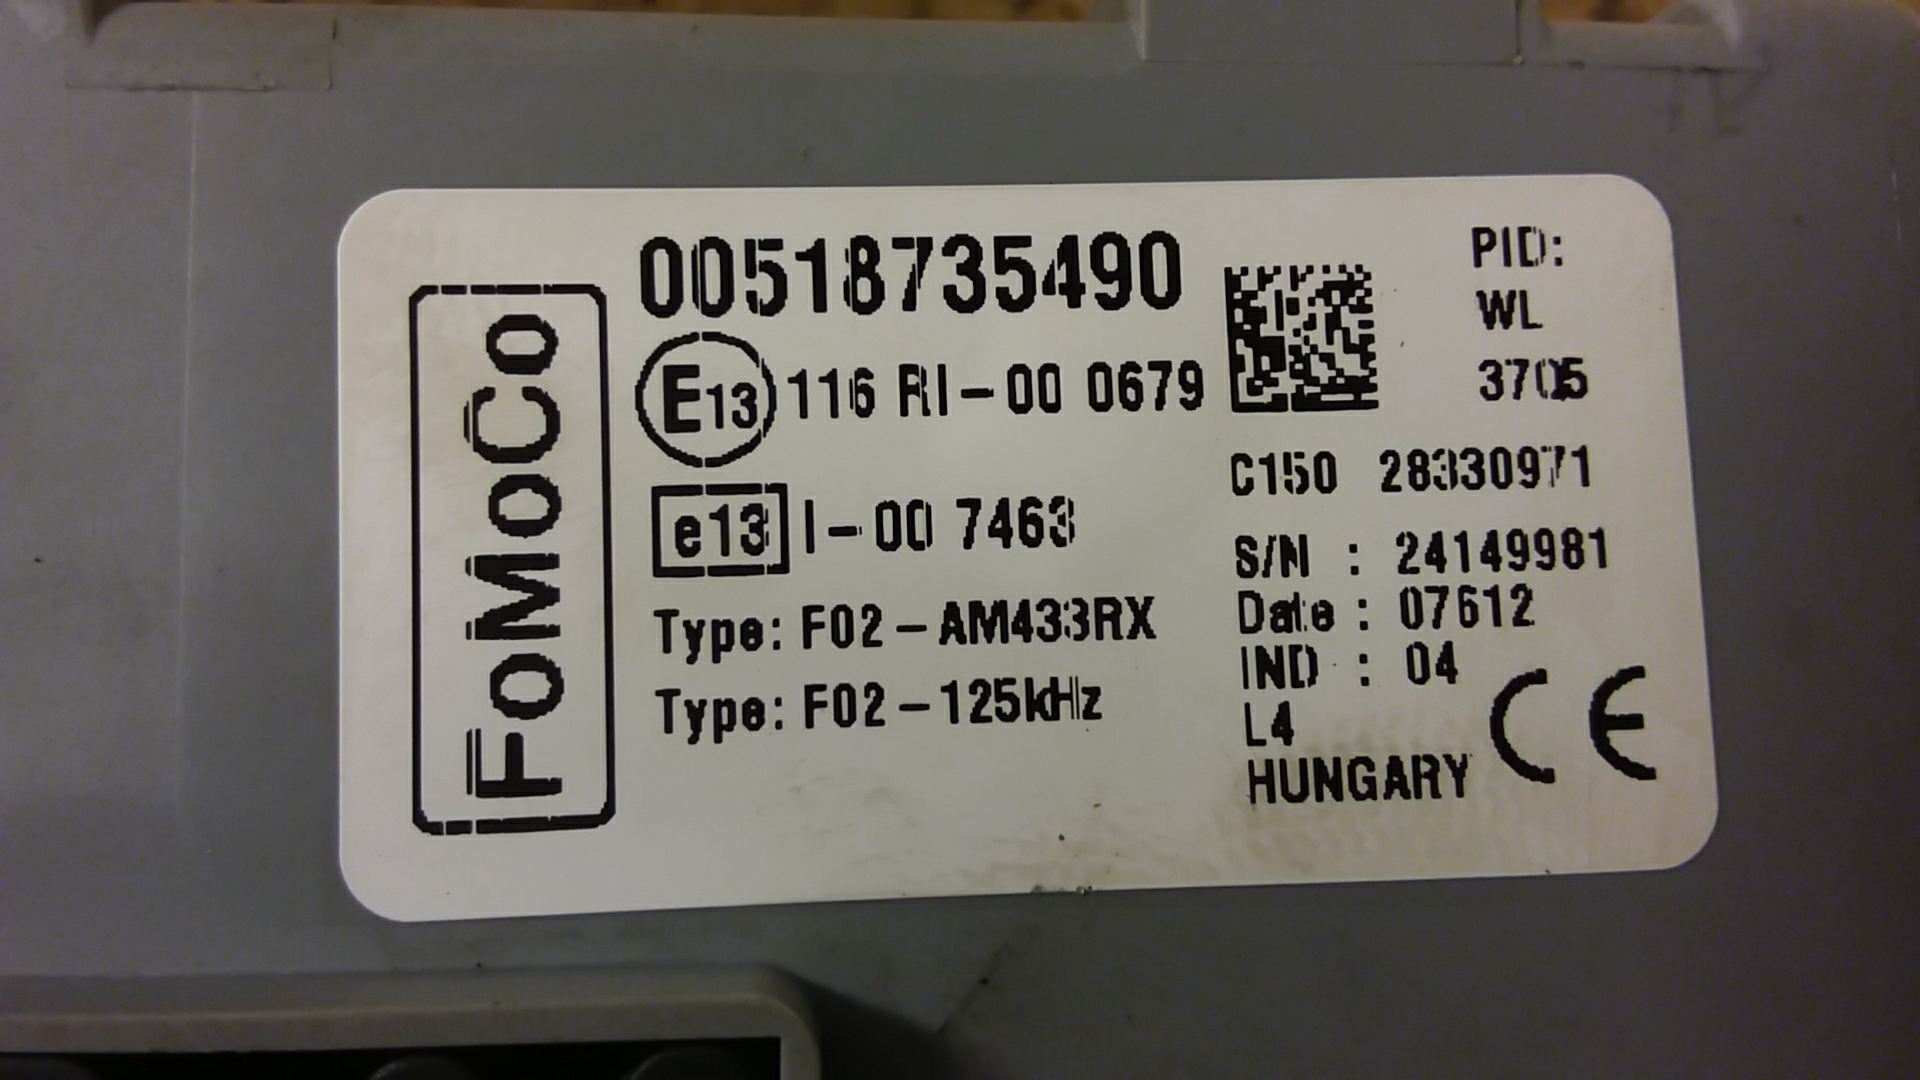 FoMoCo
00518735490
E13 116 RI-00 0679
e13 I-00 7463
Type: F02-AM433RX
Type: F02-125kHz
PID:
WL
3705
C150 28330971
S/N : 24149981
Date : 07612
IND : 04
L4
HUNGARY
CE